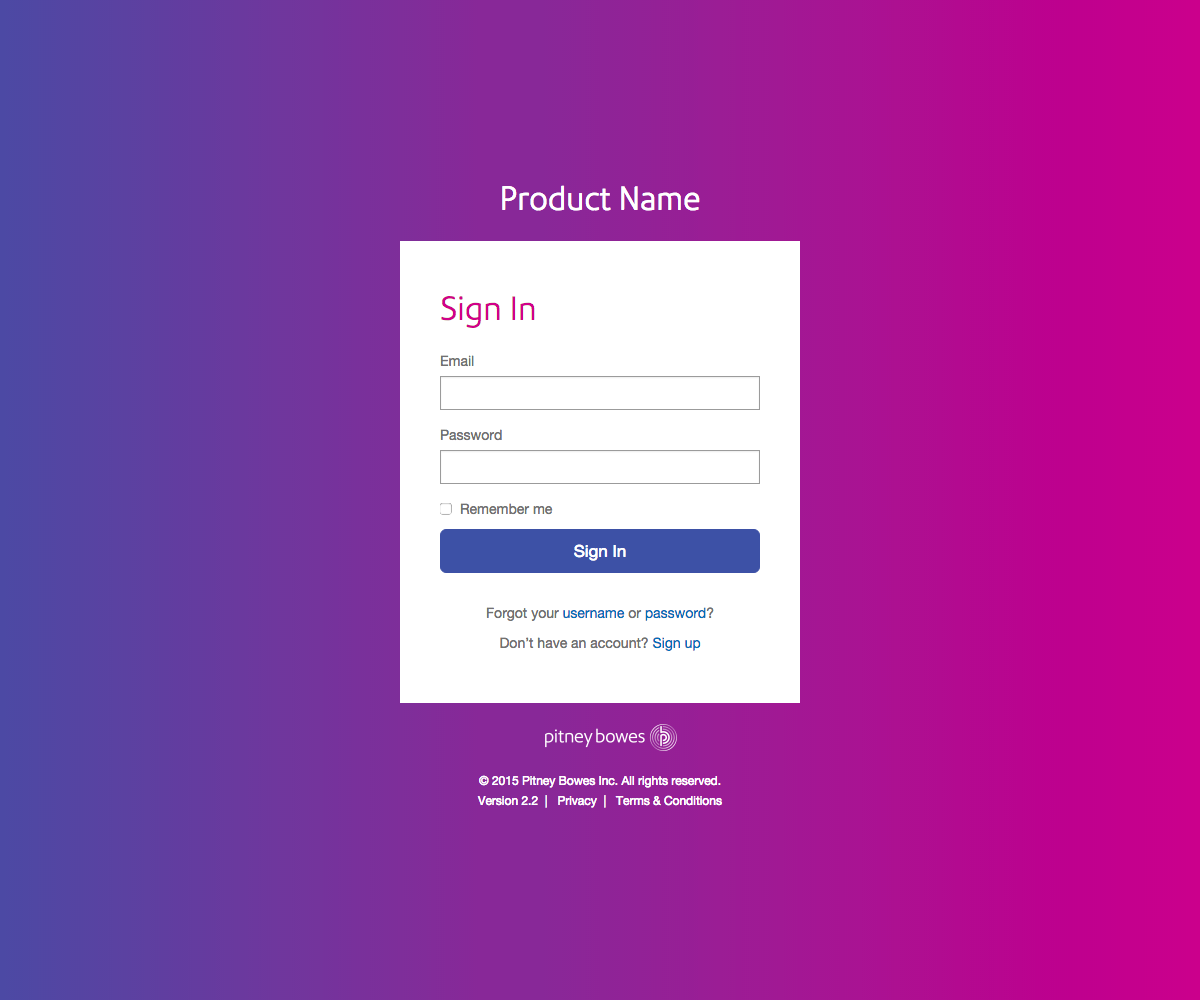 Product Name
Sign In
Email
Password
Remember me
Sign In
Forgot your username or password?
Don't have an account? Sign up
pitney bowes
© 2015 Pitney Bowes Inc. All rights reserved.
Version 2.2 | Privacy | Terms & Conditions